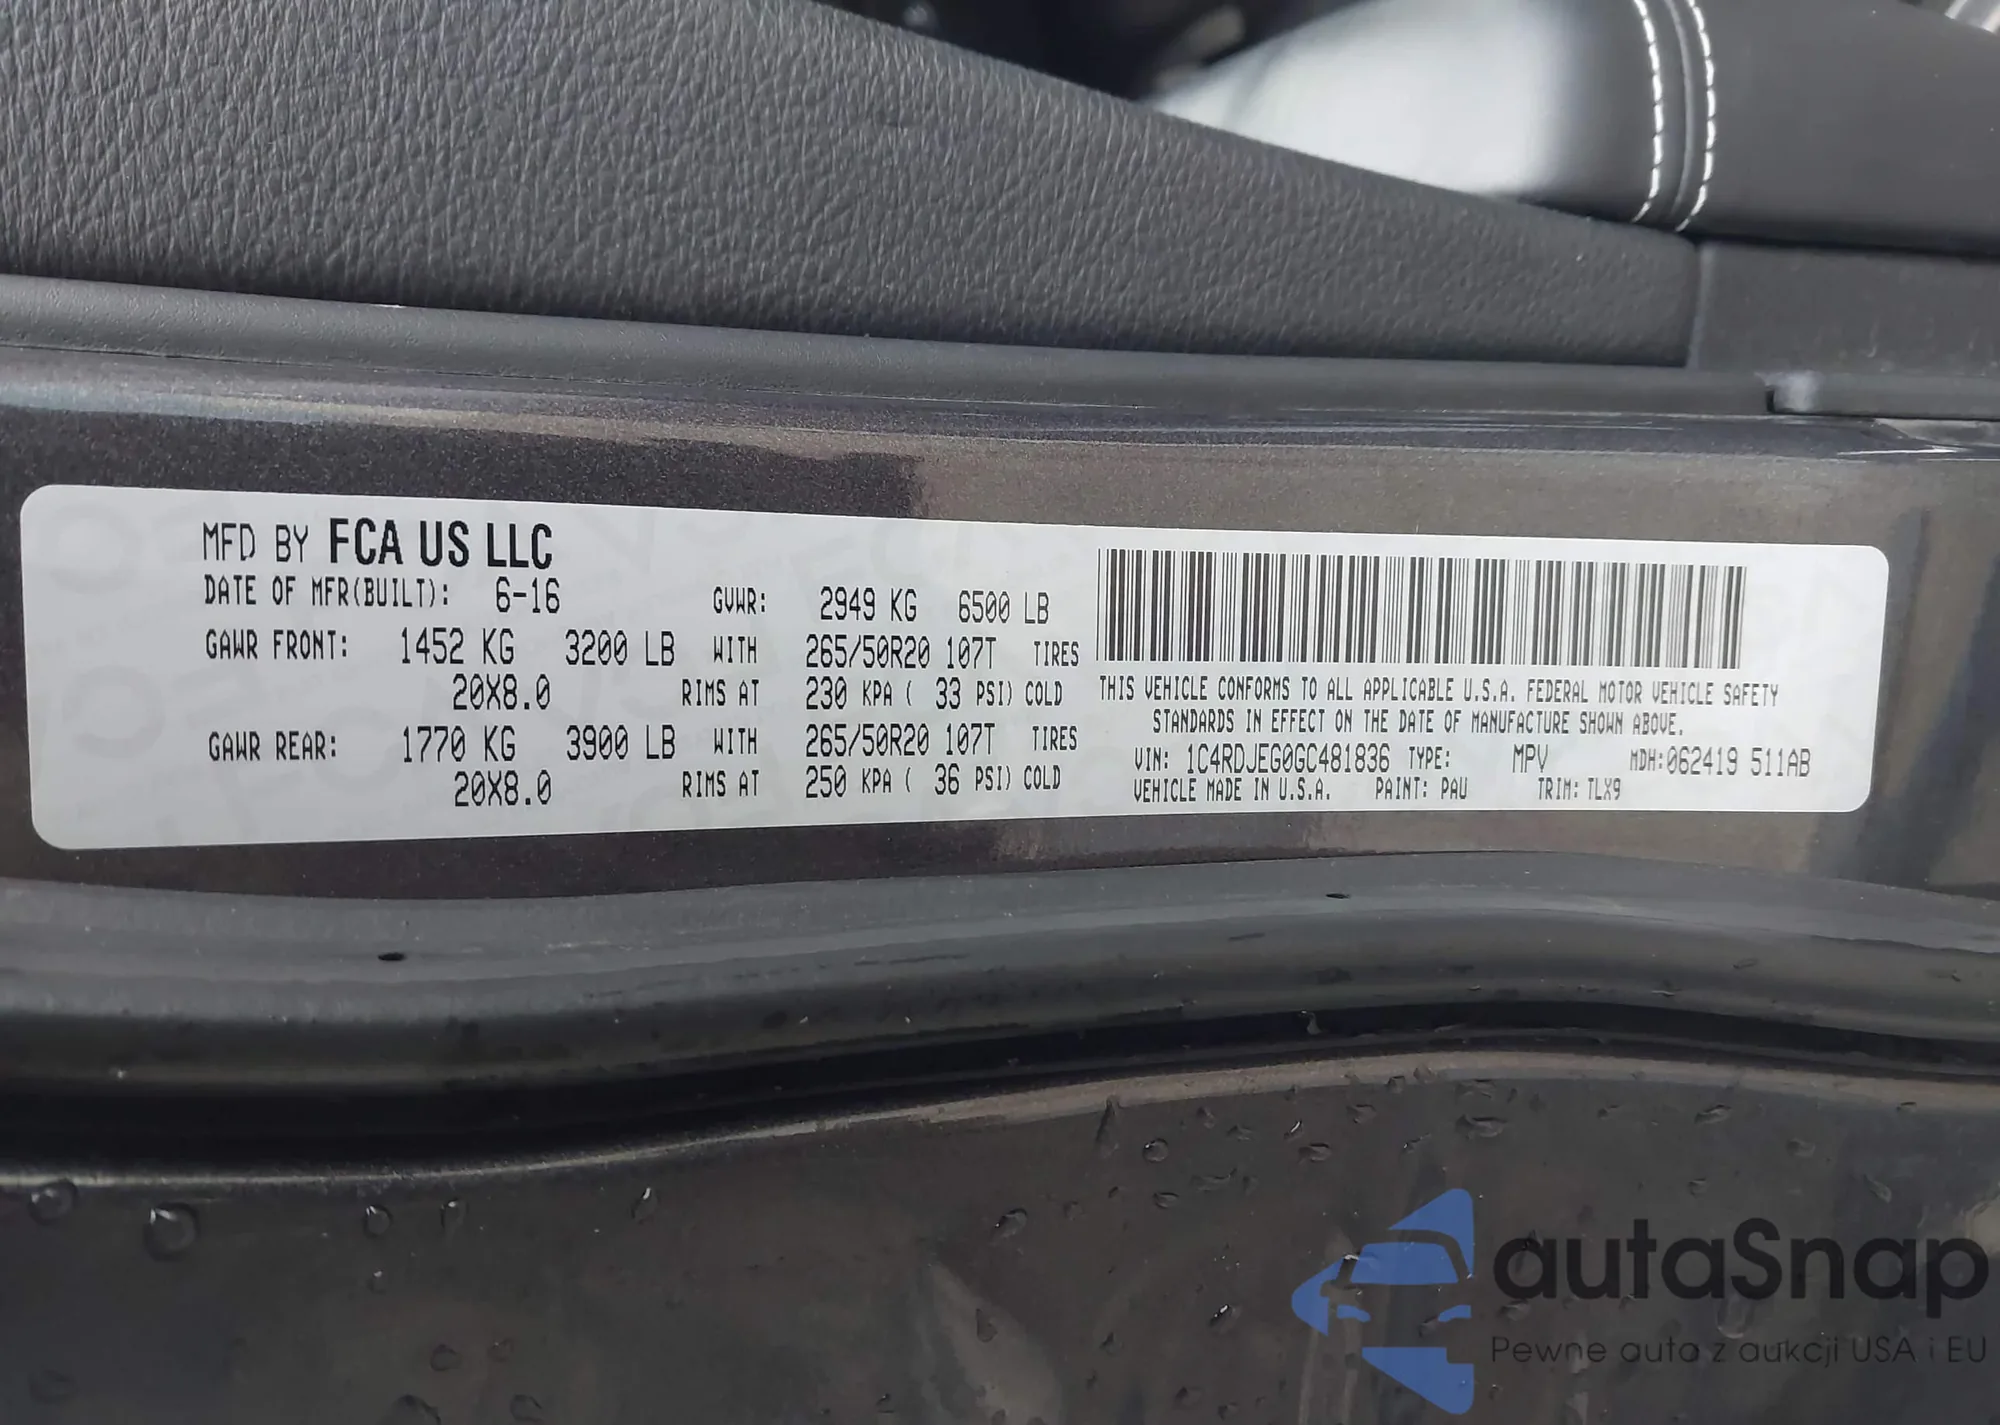 MFD BY FCA US LLC
DATE OF MFR(BUILT): 6-16 GVWR: 2949 KG 6500 LB
GAWR FRONT: 1452 KG 3200 LB WITH 265/50R20 107T TIRES
20X8.0 RIMS AT 230 KPA ( 33 PSI) COLD
GAWR REAR: 1770 KG 3900 LB WITH 265/50R20 107T TIRES
20X8.0 RIMS AT 250 KPA ( 36 PSI) COLD
THIS VEHICLE CONFORMS TO ALL APPLICABLE U.S.A. FEDERAL MOTOR VEHICLE SAFETY
STANDARDS IN EFFECT ON THE DATE OF MANUFACTURE SHOWN ABOVE.
VIN: 1C4RDJEG0GC481836 TYPE: MPV MDH:062419 511AB
VEHICLE MADE IN U.S.A. PAINT: PAU TRIM: TLX9
autaSnap
Pewne auta z aukcji USA i EU